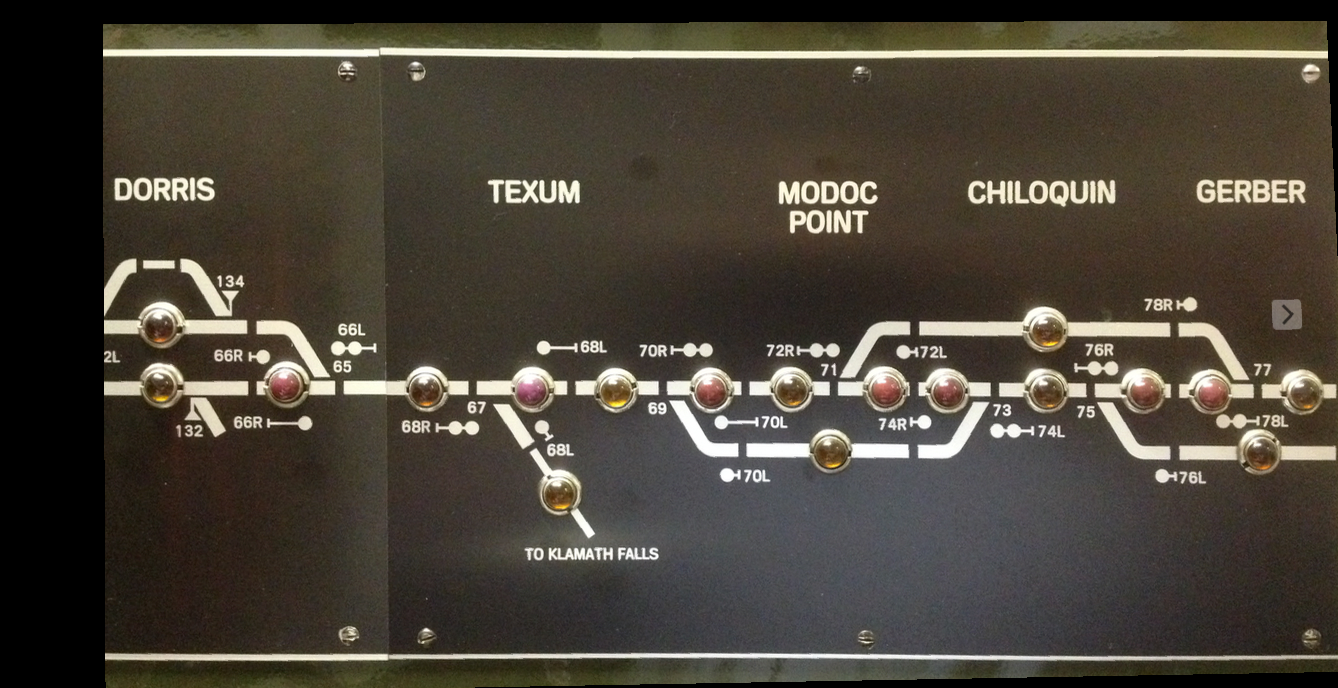 DORRIS
TEXUM
MODOC
POINT
CHILOQUIN
GERBER
134
66L
2L
66R
65
132
66R
68L
67
68R
68L
TO KLAMATH FALLS
70R
69
70L
70L
72R
71
72L
74R
73
74L
76R
75
76L
78R
77
78L